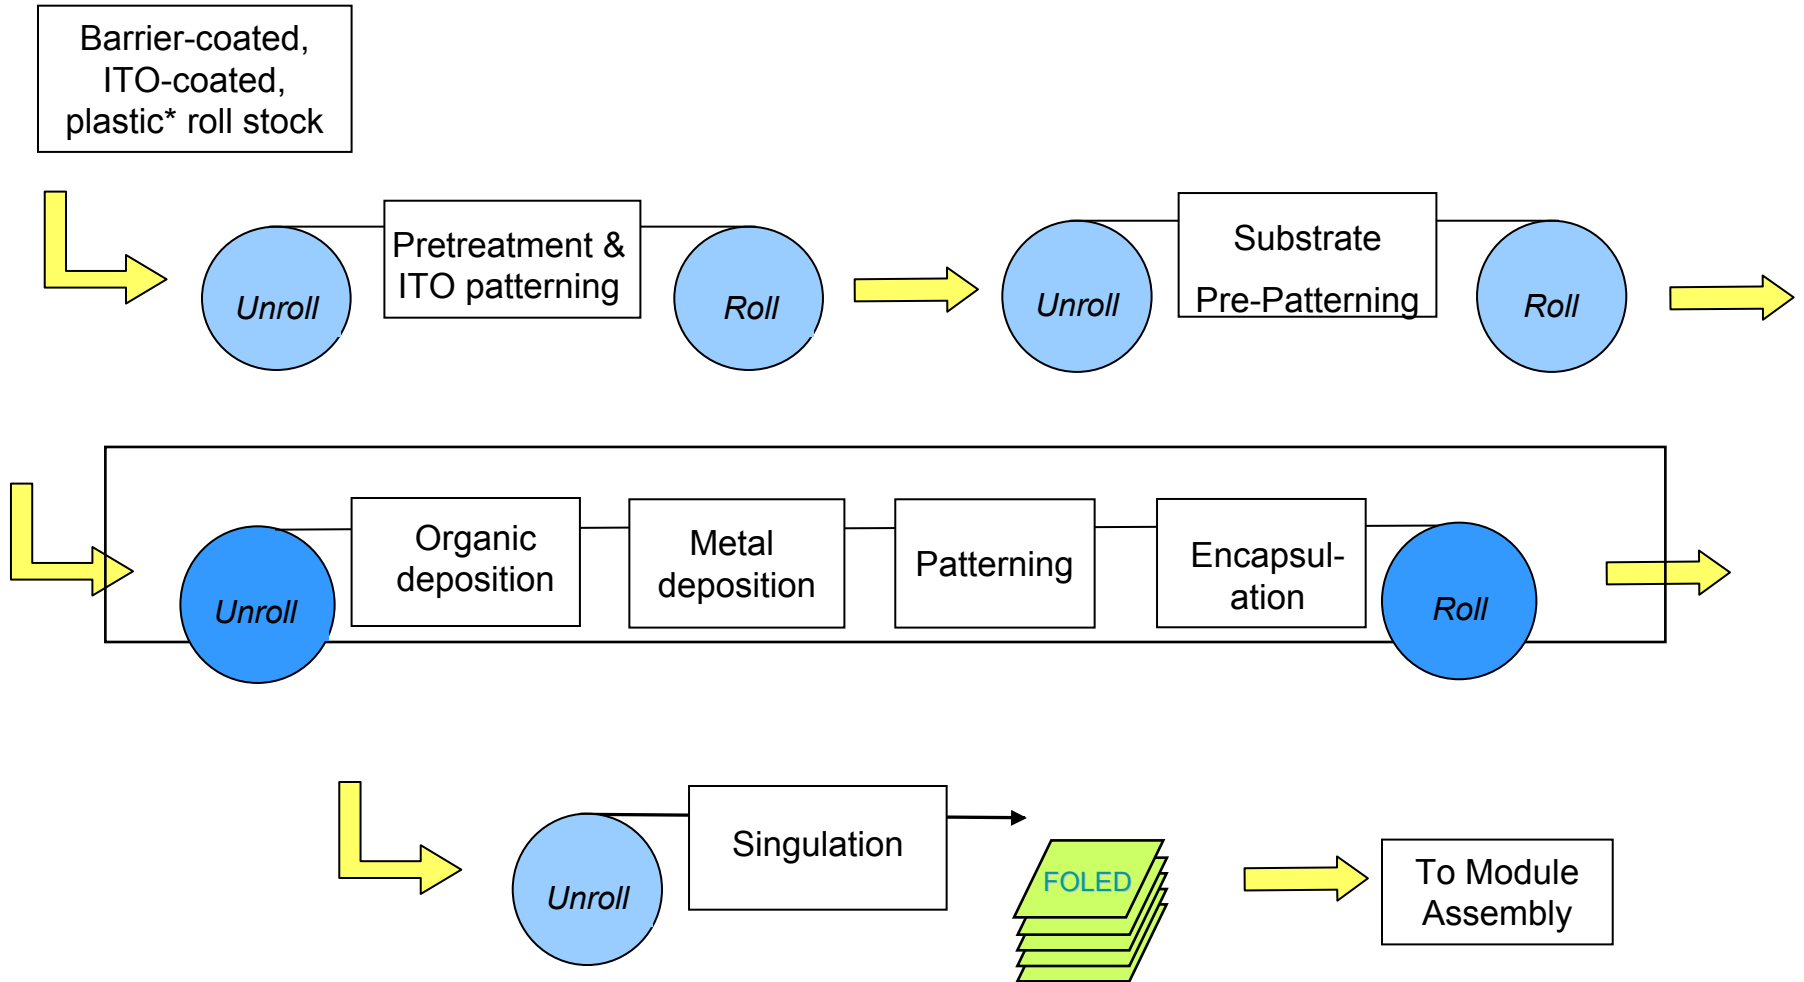 Barrier-coated,
ITO-coated,
plastic* roll stock
Unroll
Pretreatment &
ITO patterning
Roll
Unroll
Substrate
Pre-Patterning
Roll
Unroll
Organic
deposition
Metal
deposition
Patterning
Encapsul-
ation
Roll
Unroll
Singulation
FOLED
To Module
Assembly